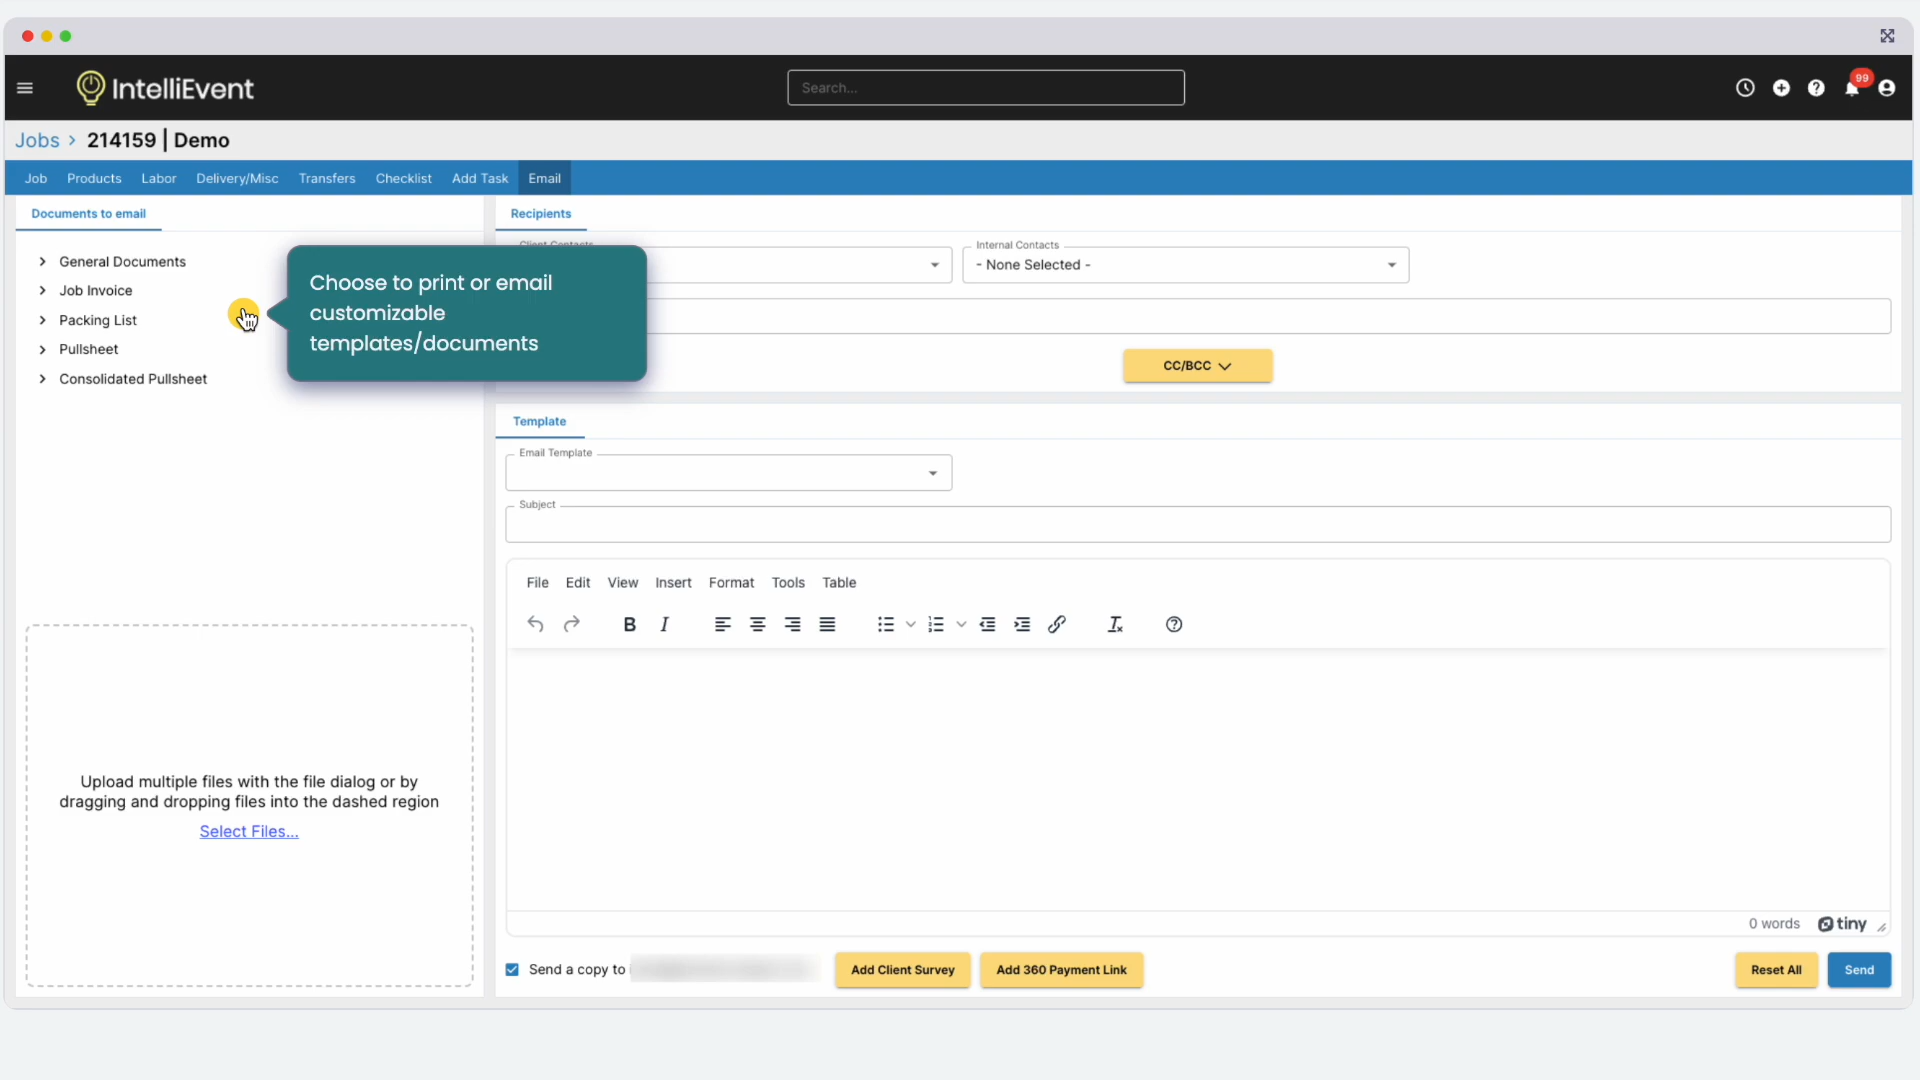 IntelliEvent
Search...
99
Jobs > 214159 | Demo
Job Products Labor Delivery/Misc Transfers Checklist Add Task Email
Documents to email
General Documents
Job Invoice
Packing List
Pullsheet
Consolidated Pullsheet
Choose to print or email
customizable
templates/documents
Upload multiple files with the file dialog or by
dragging and dropping files into the dashed region
Select Files...
Recipients
Client Contacts
Internal Contacts
- None Selected -
CC/BCC
Template
Email Template
Subject
File Edit View Insert Format Tools Table
B I
0 words tiny
Send a copy to
Add Client Survey
Add 360 Payment Link
Reset All
Send